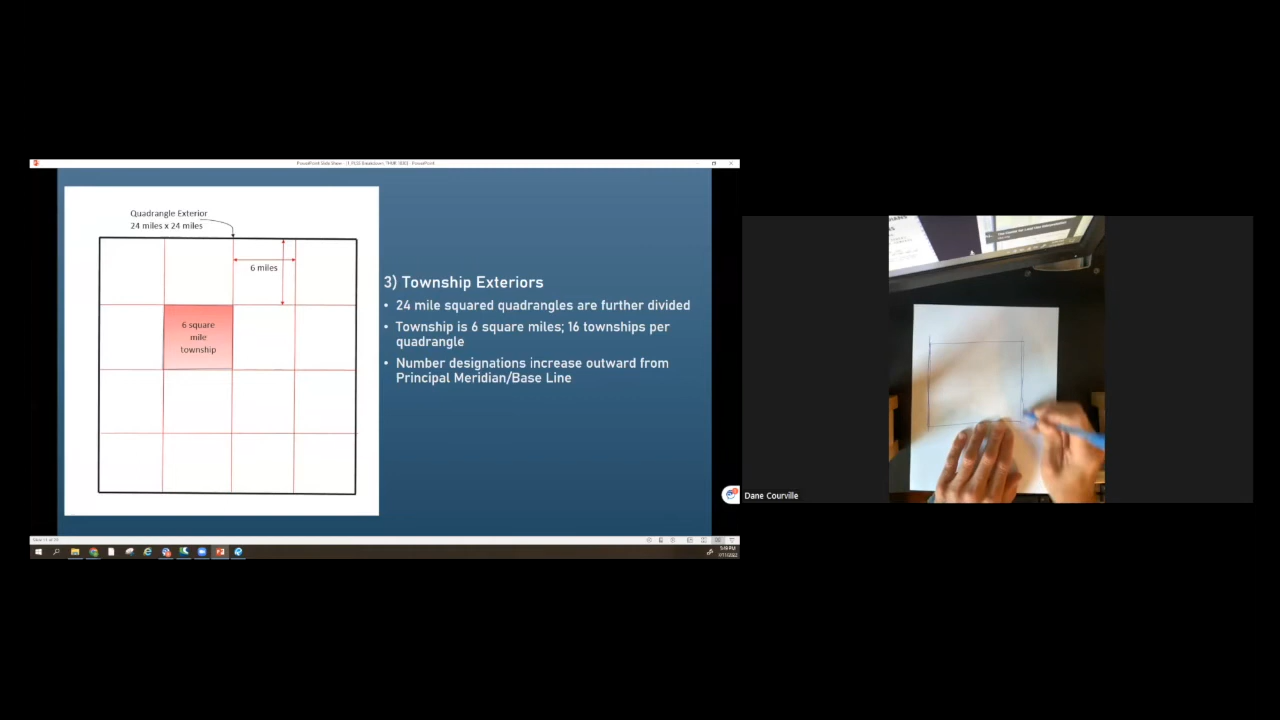 Quadrangle Exterior
24 miles x 24 miles
6 miles
6 square
mile
township
3) Township Exteriors
• 24 mile squared quadrangles are further divided
• Township is 6 square miles; 16 townships per
quadrangle
• Number designations increase outward from
Principal Meridian/Base Line
Dane Courville